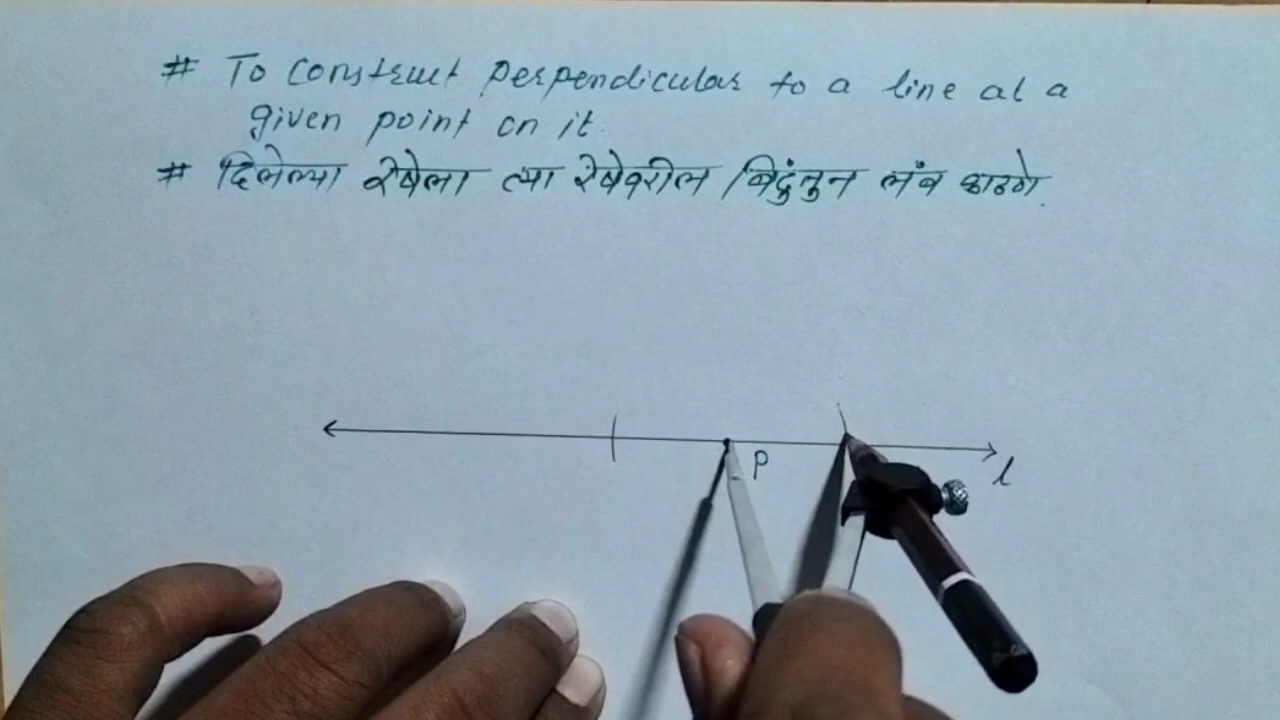 # To construct perpendicular to a line at a
given point on it.
# दिलेल्या रेषेला त्या रेषेवरील बिंदुंतुन लंब काढणे.
P
l